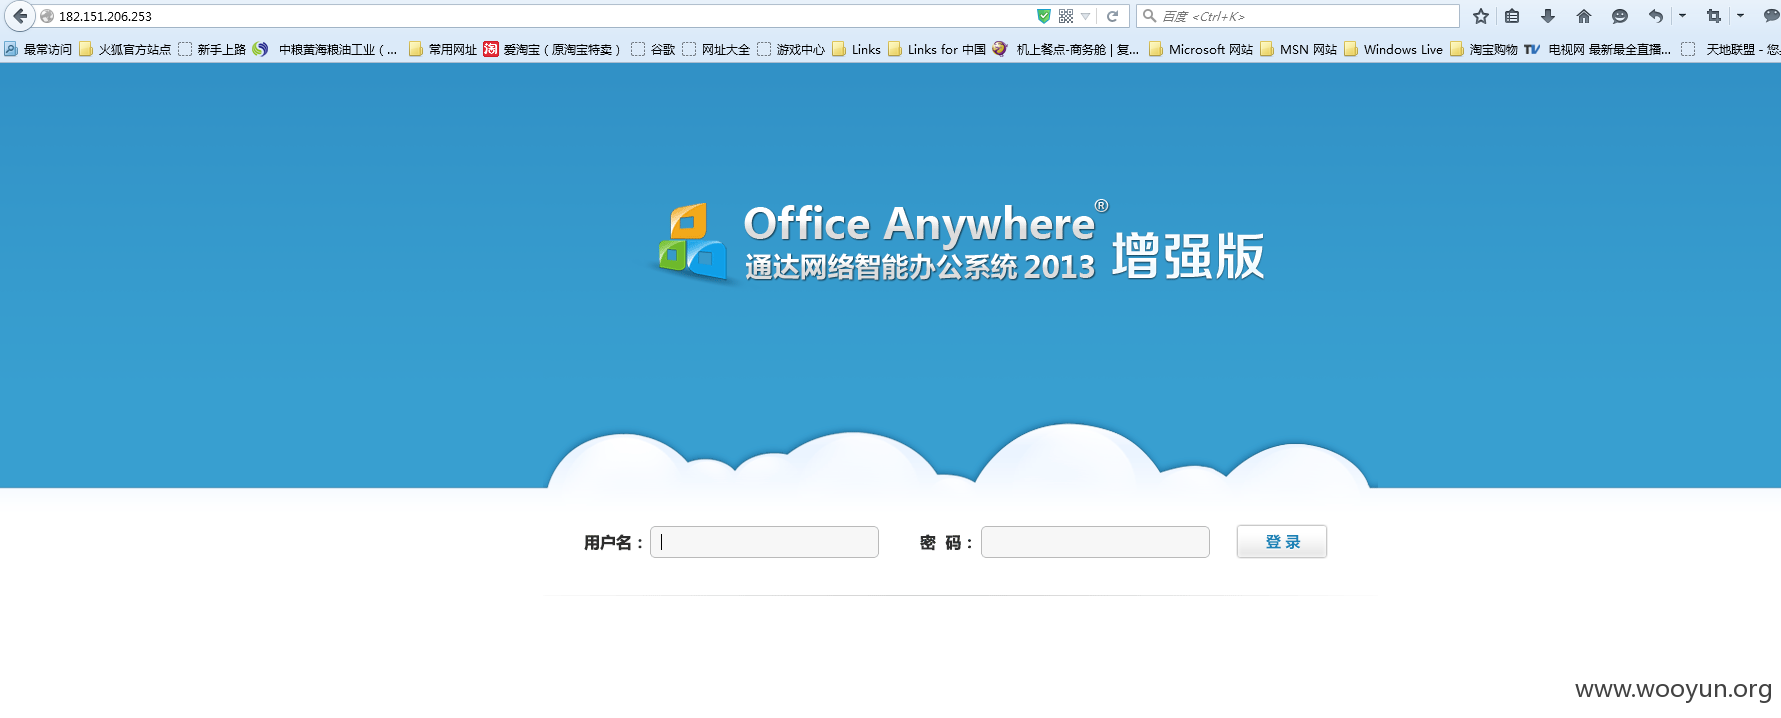 182.151.206.253
百度 <Ctrl+K>
最常访问 火狐官方站点 新手上路 中粮黄海粮油工业（... 常用网址 淘 爱淘宝（原淘宝特卖） 谷歌 网址大全 游戏中心 Links Links for 中国 机上餐点-商务舱 | 复... Microsoft 网站 MSN 网站 Windows Live 淘宝购物 TV 电视网 最新最全直播... 天地联盟 -
Office Anywhere®
通达网络智能办公系统 2013 增强版
用户名： 密 码： 登 录
www.wooyun.org